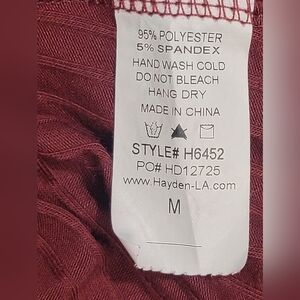 95% POLYESTER
5% SPANDEX
HAND WASH COLD
DO NOT BLEACH
HANG DRY
MADE IN CHINA
STYLE# H6452
PO# HD12725
www.Hayden-LA.com
M